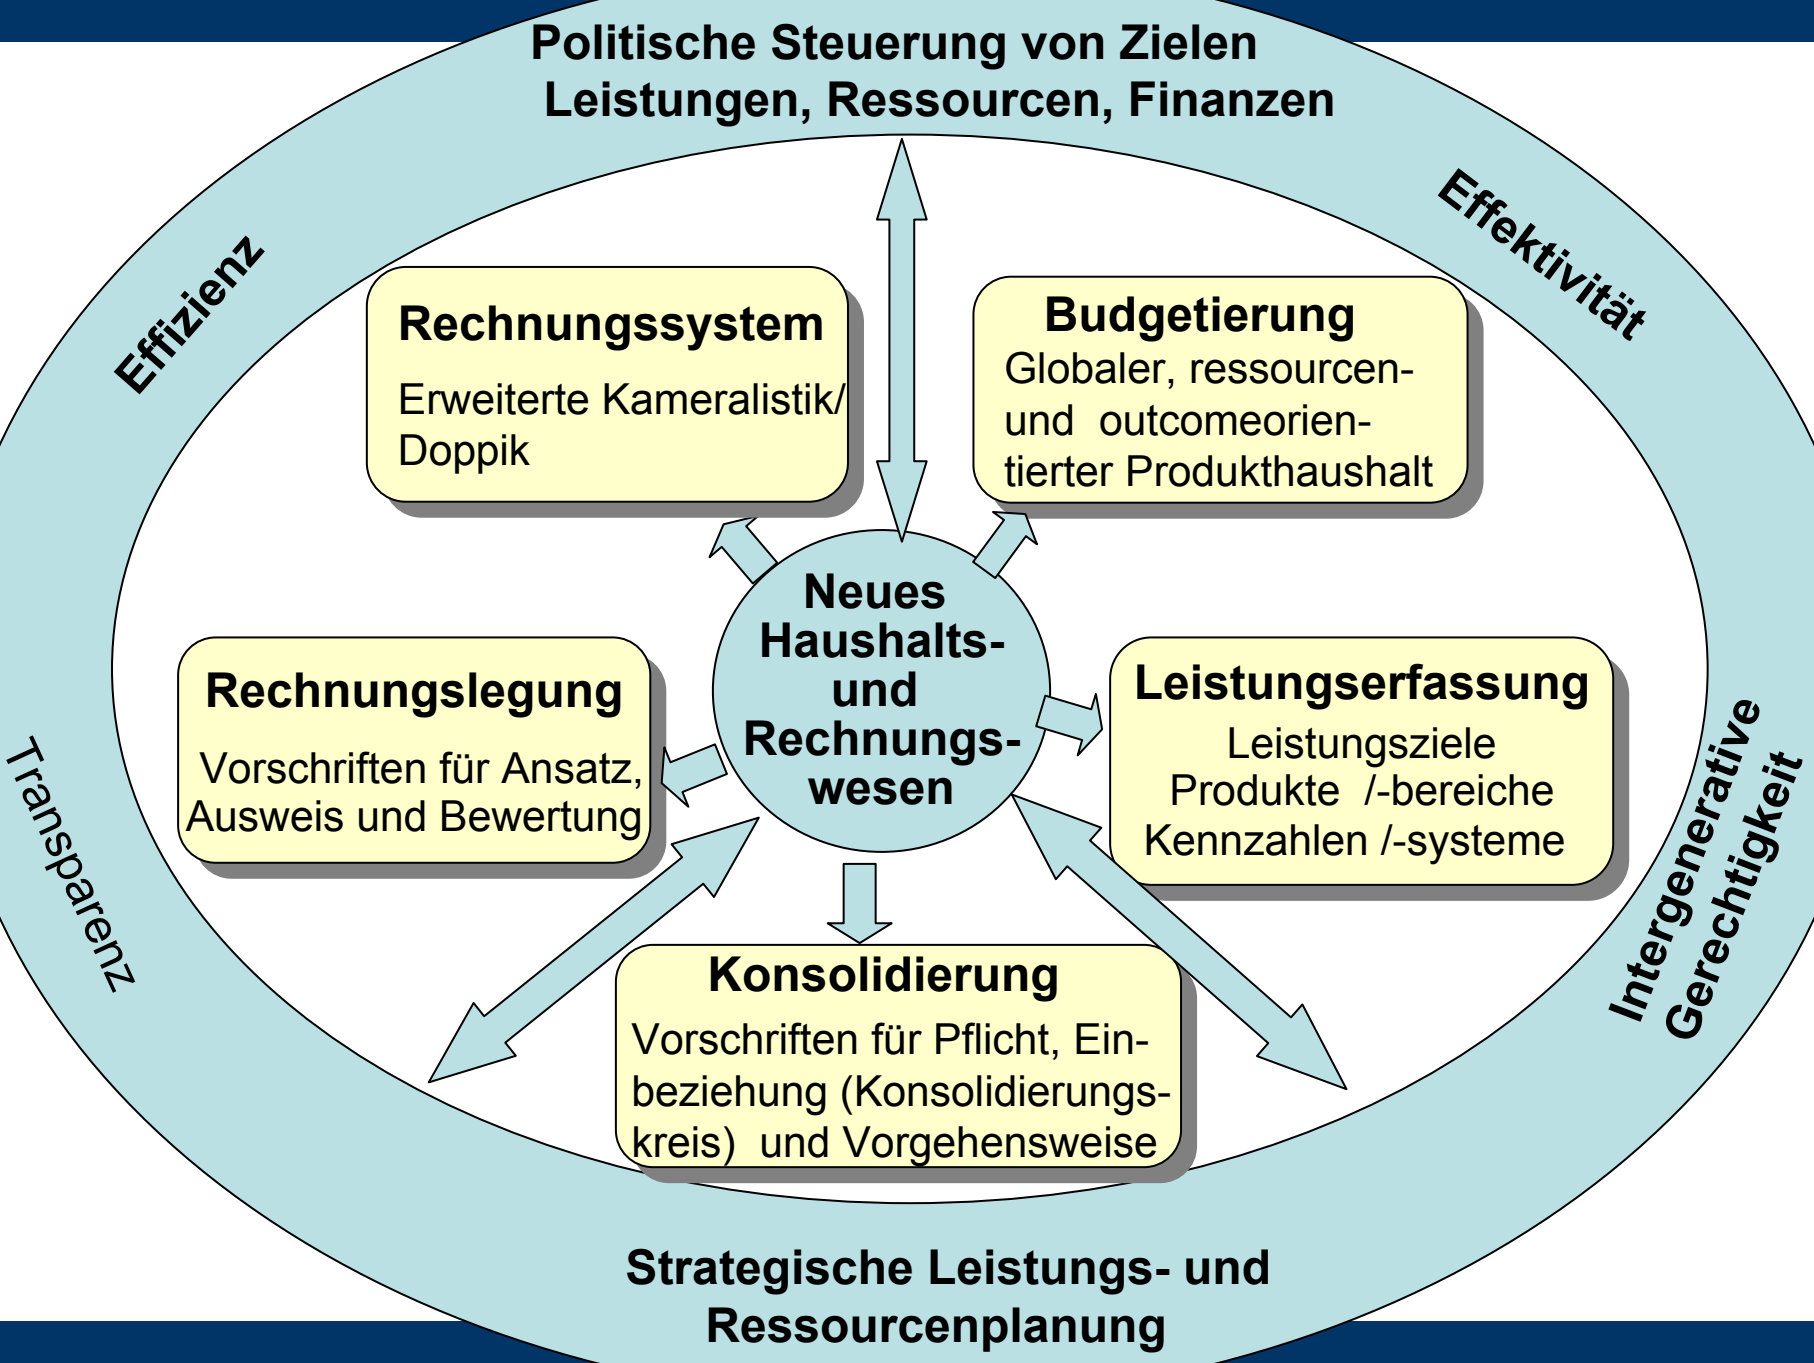 Politische Steuerung von Zielen
Leistungen, Ressourcen, Finanzen
Effizienz
Effektivität
Rechnungssystem
Erweiterte Kameralistik/
Doppik
Budgetierung
Globaler, ressourcen-
und outcomeorien-
tierter Produkthaushalt
Neues
Haushalts-
und
Rechnungs-
wesen
Rechnungslegung
Vorschriften für Ansatz,
Ausweis und Bewertung
Leistungserfassung
Leistungsziele
Produkte /-bereiche
Kennzahlen /-systeme
Transparenz
Intergenerative
Gerechtigkeit
Konsolidierung
Vorschriften für Pflicht, Ein-
beziehung (Konsolidierungs-
kreis) und Vorgehensweise
Strategische Leistungs- und
Ressourcenplanung